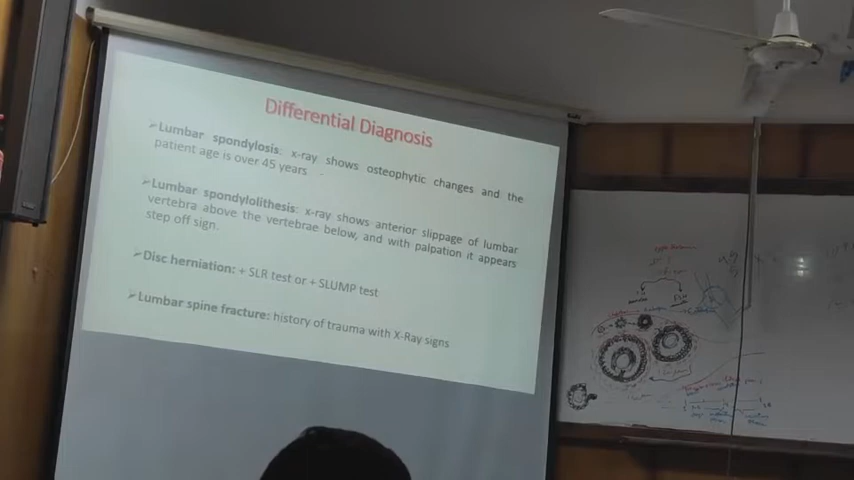 Differential Diagnosis
➢Lumbar spondylosis: x-ray shows osteophytic changes and the
patient age is over 45 years
➢Lumbar spondylolithesis: x-ray shows anterior slippage of lumbar
vertebra above the vertebrae below, and with palpation it appears
step off sign.
➢Disc herniation: + SLR test or + SLUMP test
➢Lumbar spine fracture: history of trauma with X-Ray signs